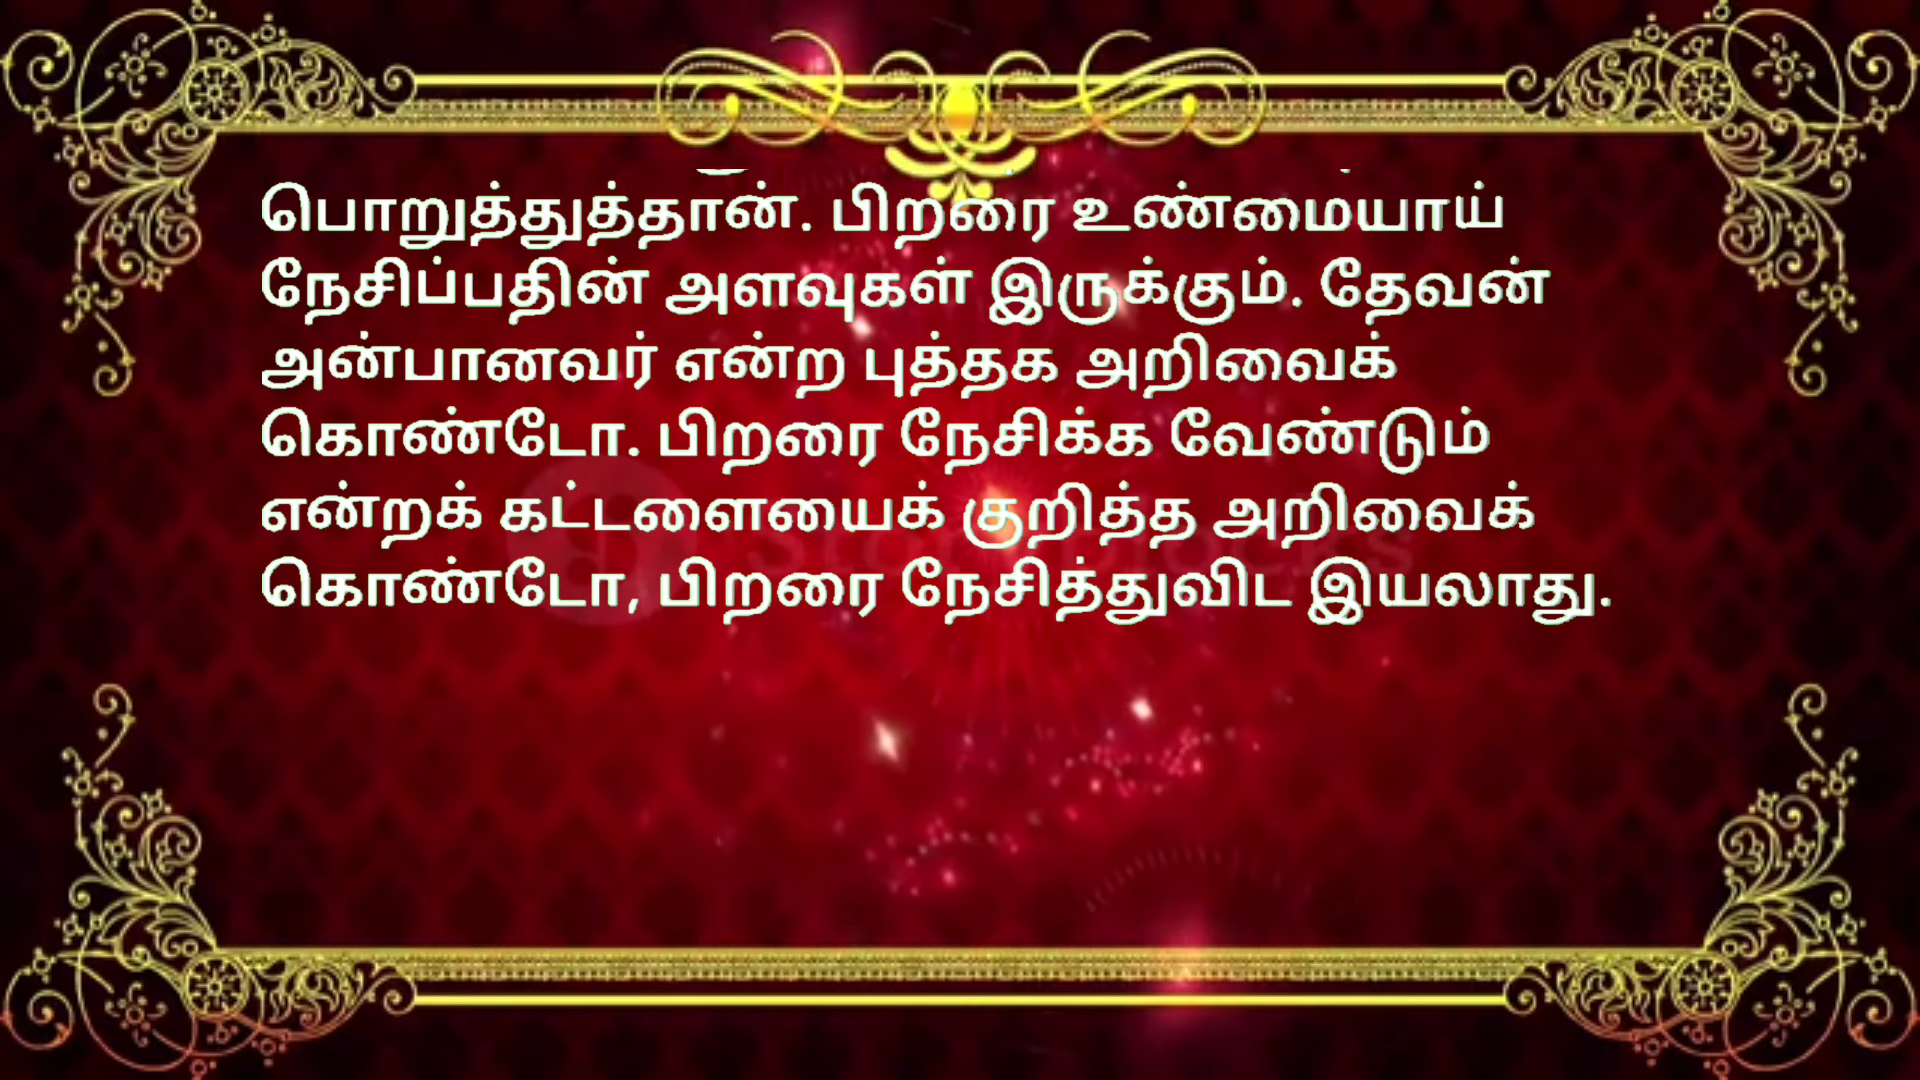 பொறுத்துத்தான். பிறரை உண்மையாய்
நேசிப்பதின் அளவுகள் இருக்கும். தேவன்
அன்பானவர் என்ற புத்தக அறிவைக்
கொண்டோ. பிறரை நேசிக்க வேண்டும்
என்றக் கட்டளையைக் குறித்த அறிவைக்
கொண்டோ, பிறரை நேசித்துவிட இயலாது.